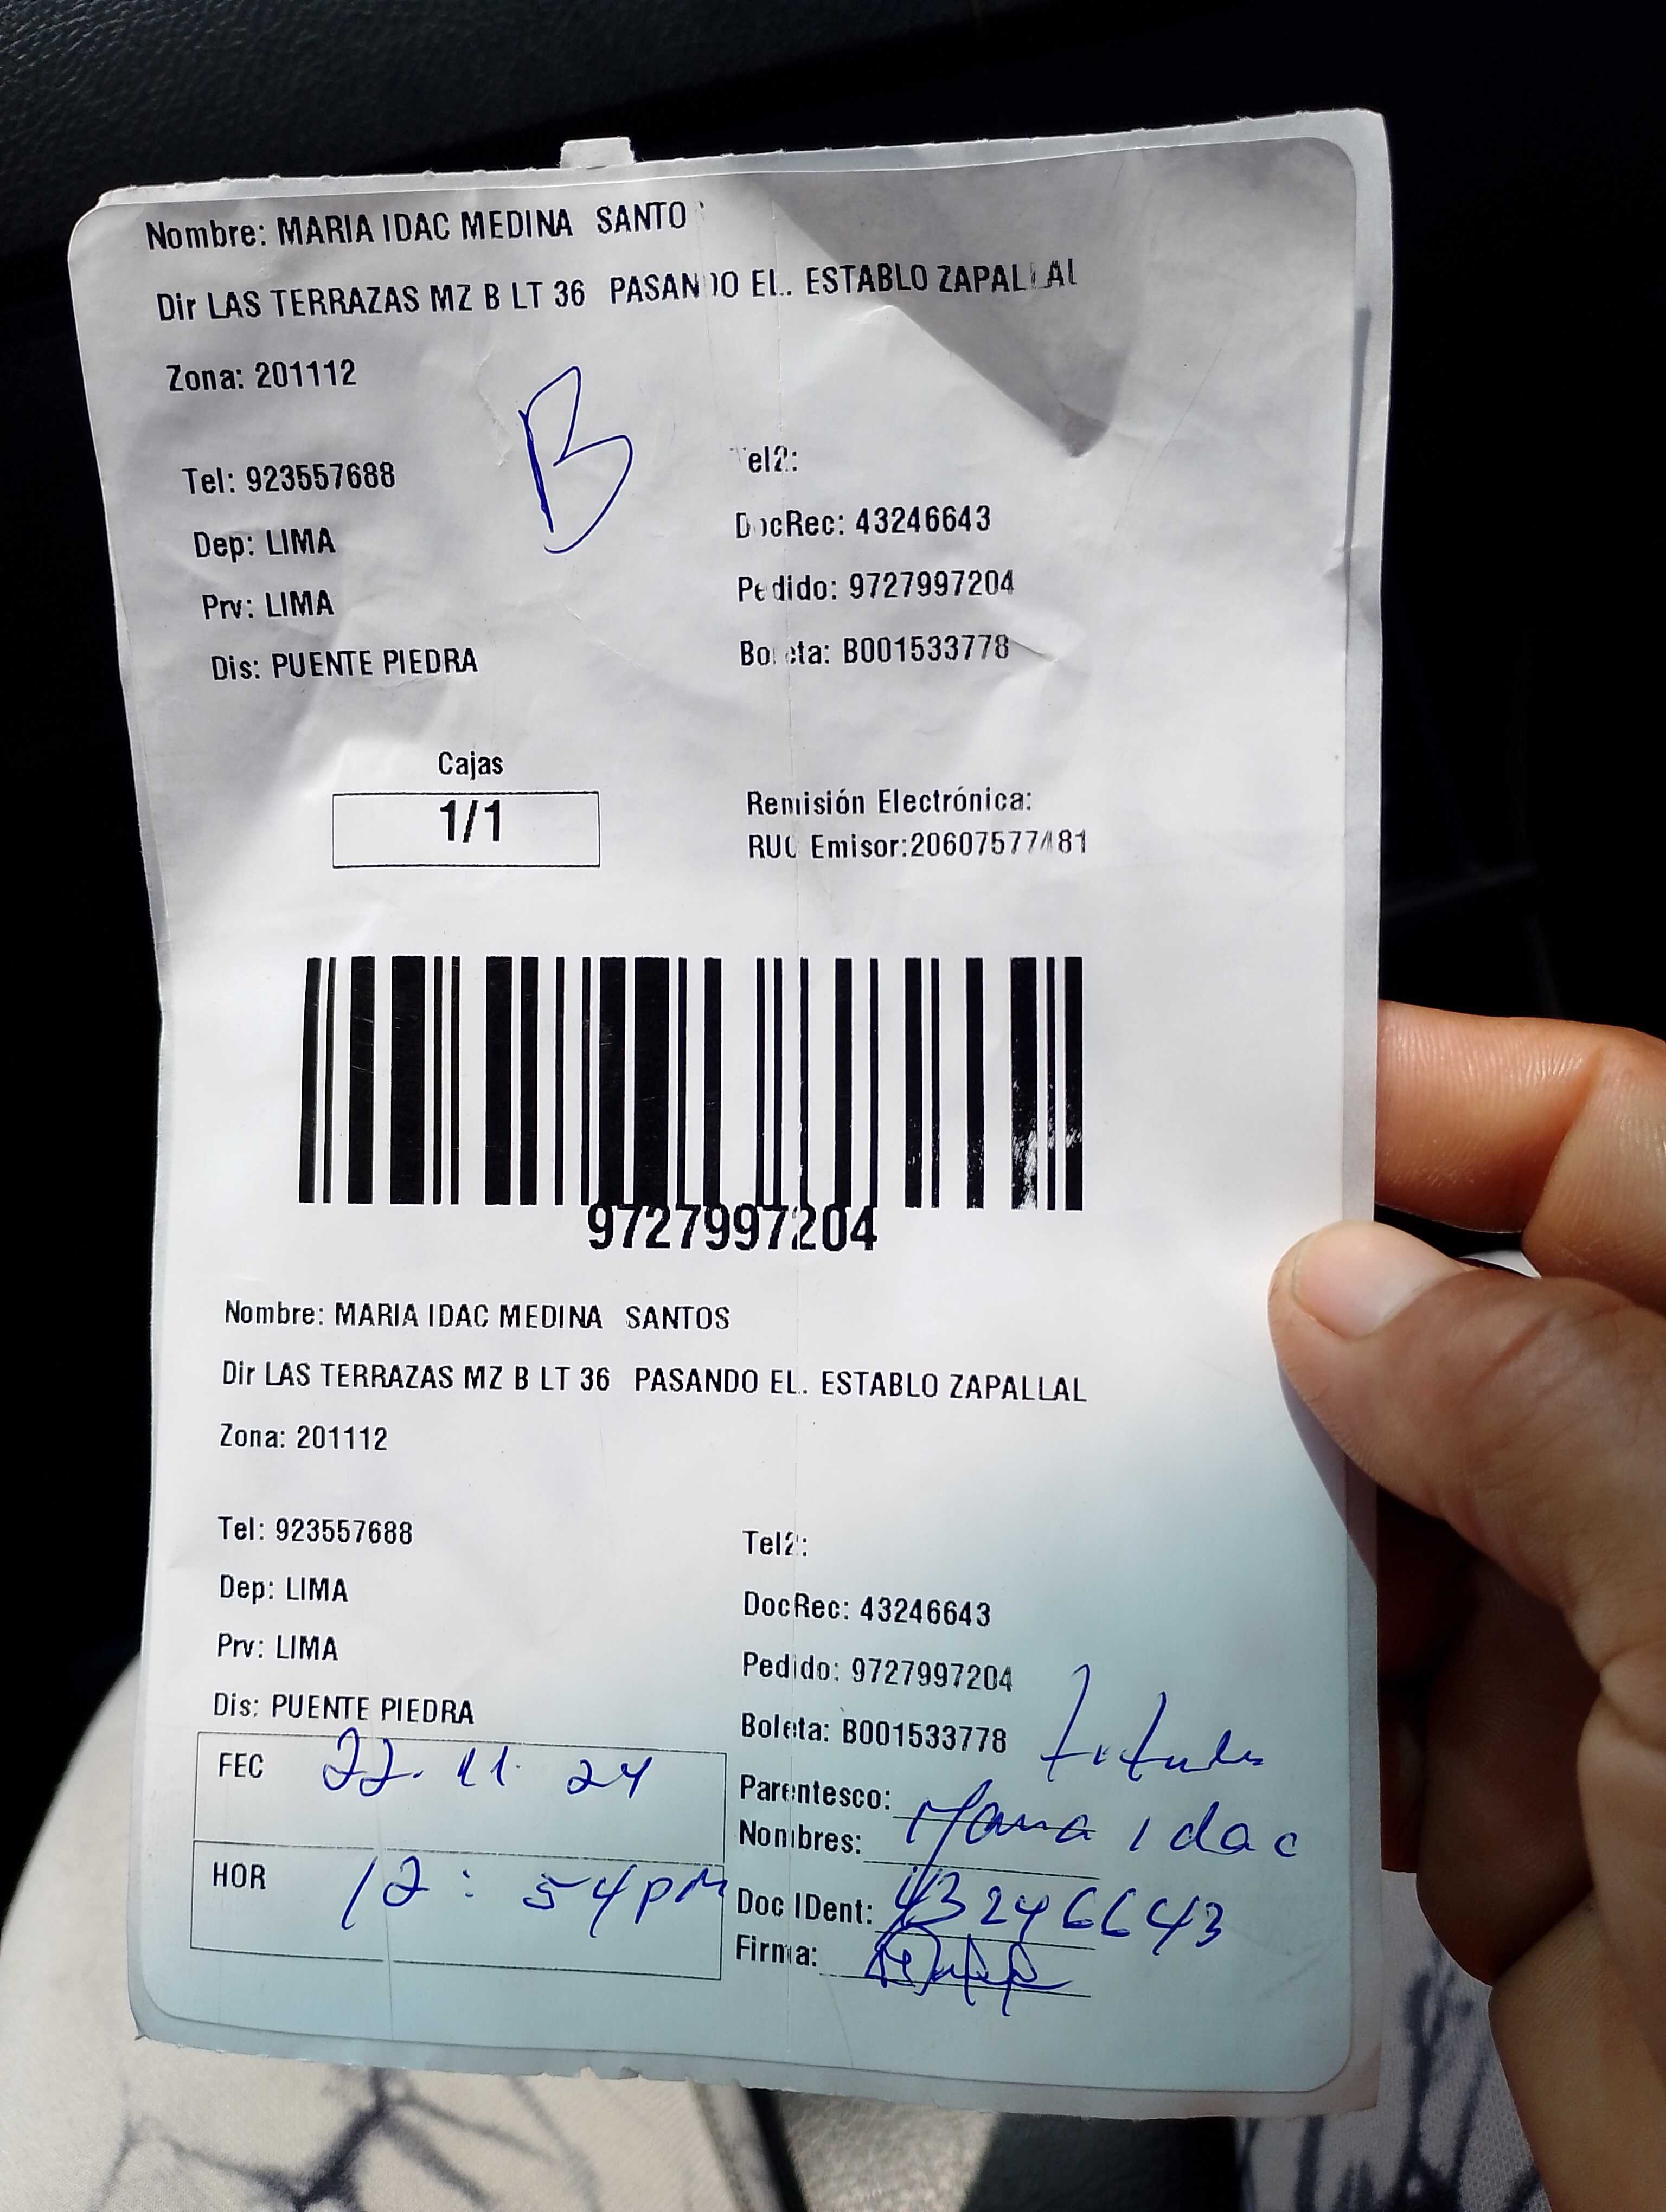 Nombre: MARIA IDAC MEDINA SANTO
Dir LAS TERRAZAS MZ B LT 36 PASANDO EL. ESTABLO ZAPALLAL
Zona: 201112
B
Tel: 923557688
Tel2:
Dep: LIMA
DocRec: 43246643
Prv: LIMA
Pedido: 9727997204
Dis: PUENTE PIEDRA
Boleta: B001533778
Cajas
1/1
Remisión Electrónica:
RUC Emisor:20607577481
9727997204
Nombre: MARIA IDAC MEDINA SANTOS
Dir LAS TERRAZAS MZ B LT 36 PASANDO EL. ESTABLO ZAPALLAL
Zona: 201112
Tel: 923557688
Tel2:
Dep: LIMA
DocRec: 43246643
Prv: LIMA
Pedido: 9727997204
Dis: PUENTE PIEDRA
Boleta: B001533778
FEC 22.11.24
Parentesco:
Nombres: Maria Idac
HOR 12:54pm
Doc IDent: 43246643
Firma: